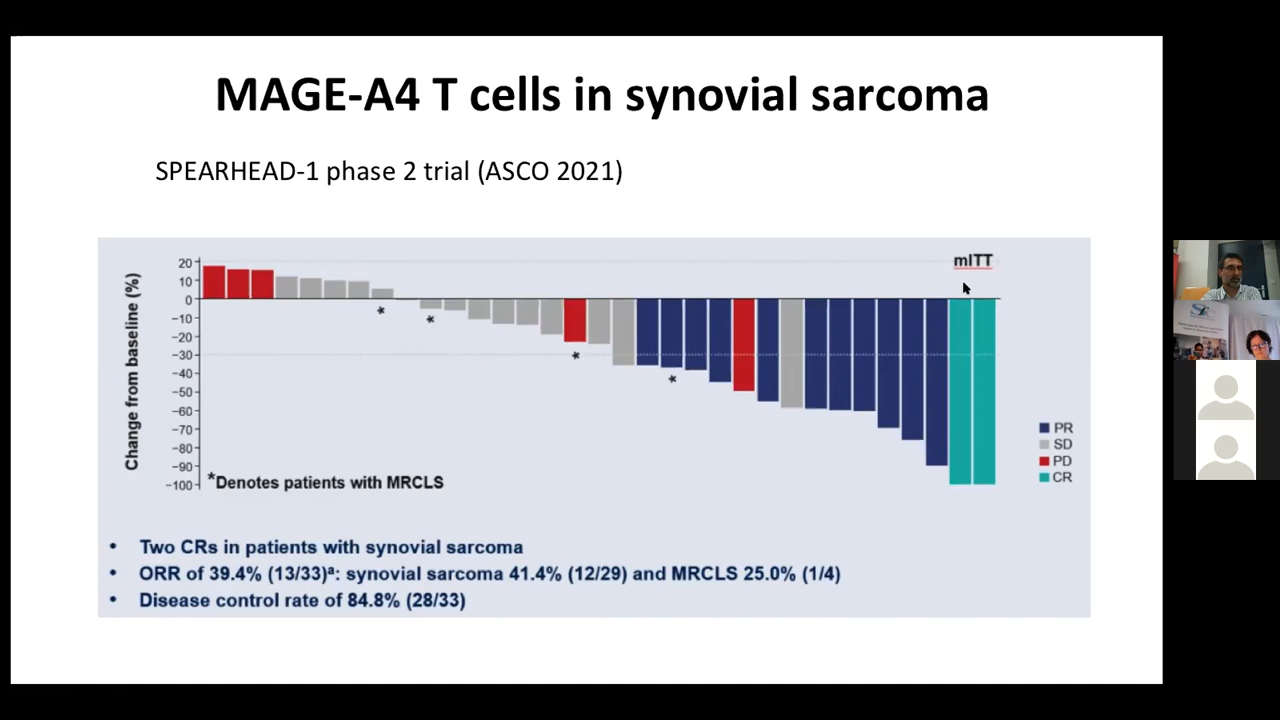 MAGE-A4 T cells in synovial sarcoma
SPEARHEAD-1 phase 2 trial (ASCO 2021)
mITT
Change from baseline (%)
20
10
0
−10
−20
−30
−40
−50
−60
−70
−80
−90
−100
*
*
*
*
PR
SD
PD
CR
*Denotes patients with MRCLS
• Two CRs in patients with synovial sarcoma
• ORR of 39.4% (13/33)ᵃ: synovial sarcoma 41.4% (12/29) and MRCLS 25.0% (1/4)
• Disease control rate of 84.8% (28/33)